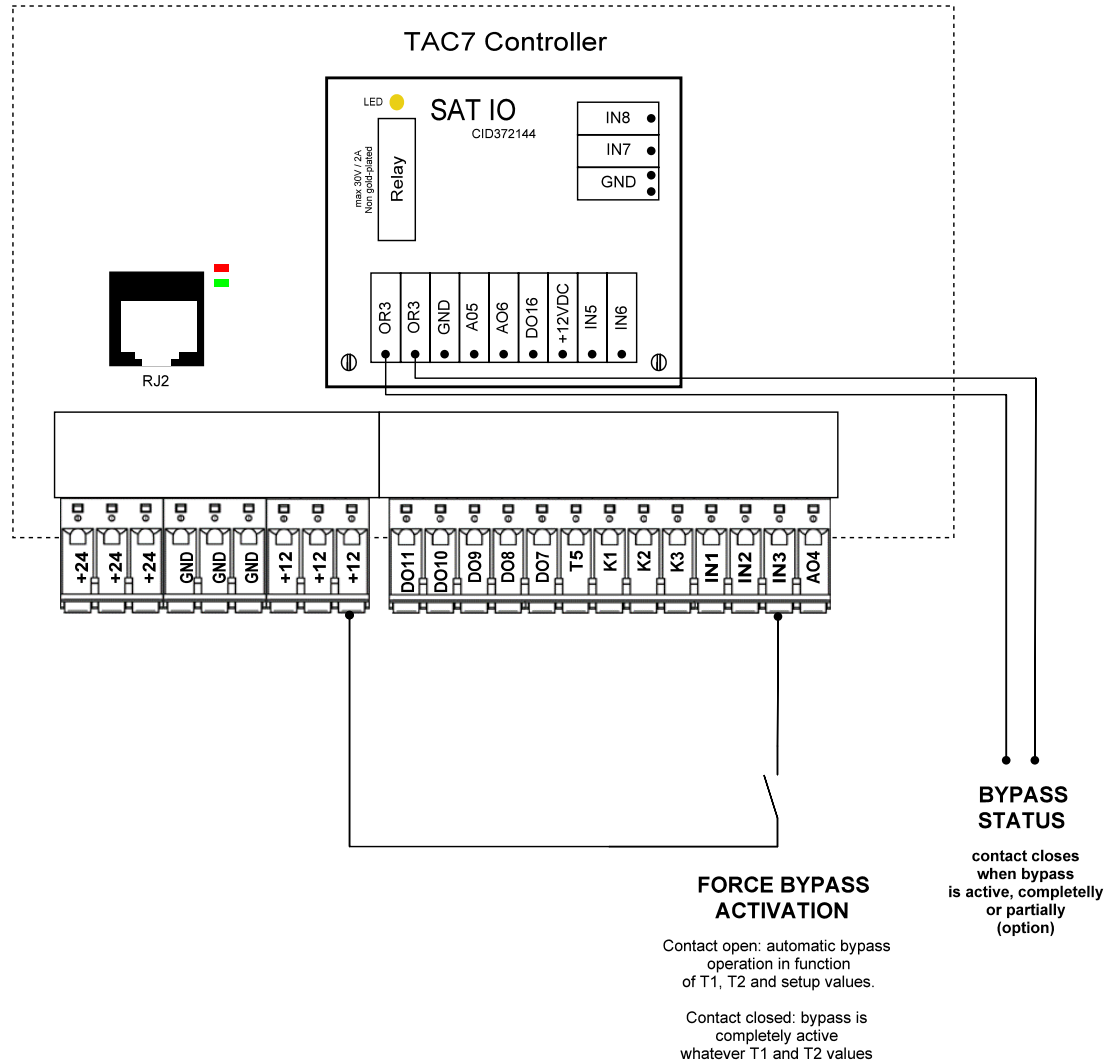 TAC7 Controller
LED
SAT IO
CID372144
max 30V / 2A
Non gold-plated
Relay
IN8
IN7
GND
OR3
OR3
GND
A05
AO6
DO16
+12VDC
IN5
IN6
RJ2
+24
+24
+24
GND
GND
GND
+12
+12
+12
DO11
DO10
DO9
DO8
DO7
T5
K1
K2
K3
IN1
IN2
IN3
AO4
BYPASS
STATUS
contact closes
when bypass
is active, completelly
or partially
(option)
FORCE BYPASS
ACTIVATION
Contact open: automatic bypass
operation in function
of T1, T2 and setup values.
Contact closed: bypass is
completely active
whatever T1 and T2 values